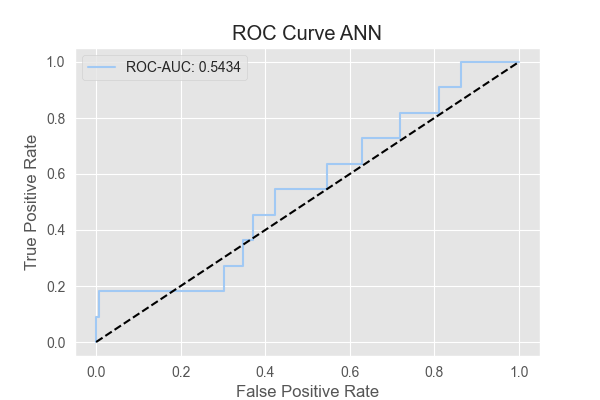 ROC Curve ANN
ROC-AUC: 0.5434
True Positive Rate
1.0
0.8
0.6
0.4
0.2
0.0
0.0 0.2 0.4 0.6 0.8 1.0
False Positive Rate